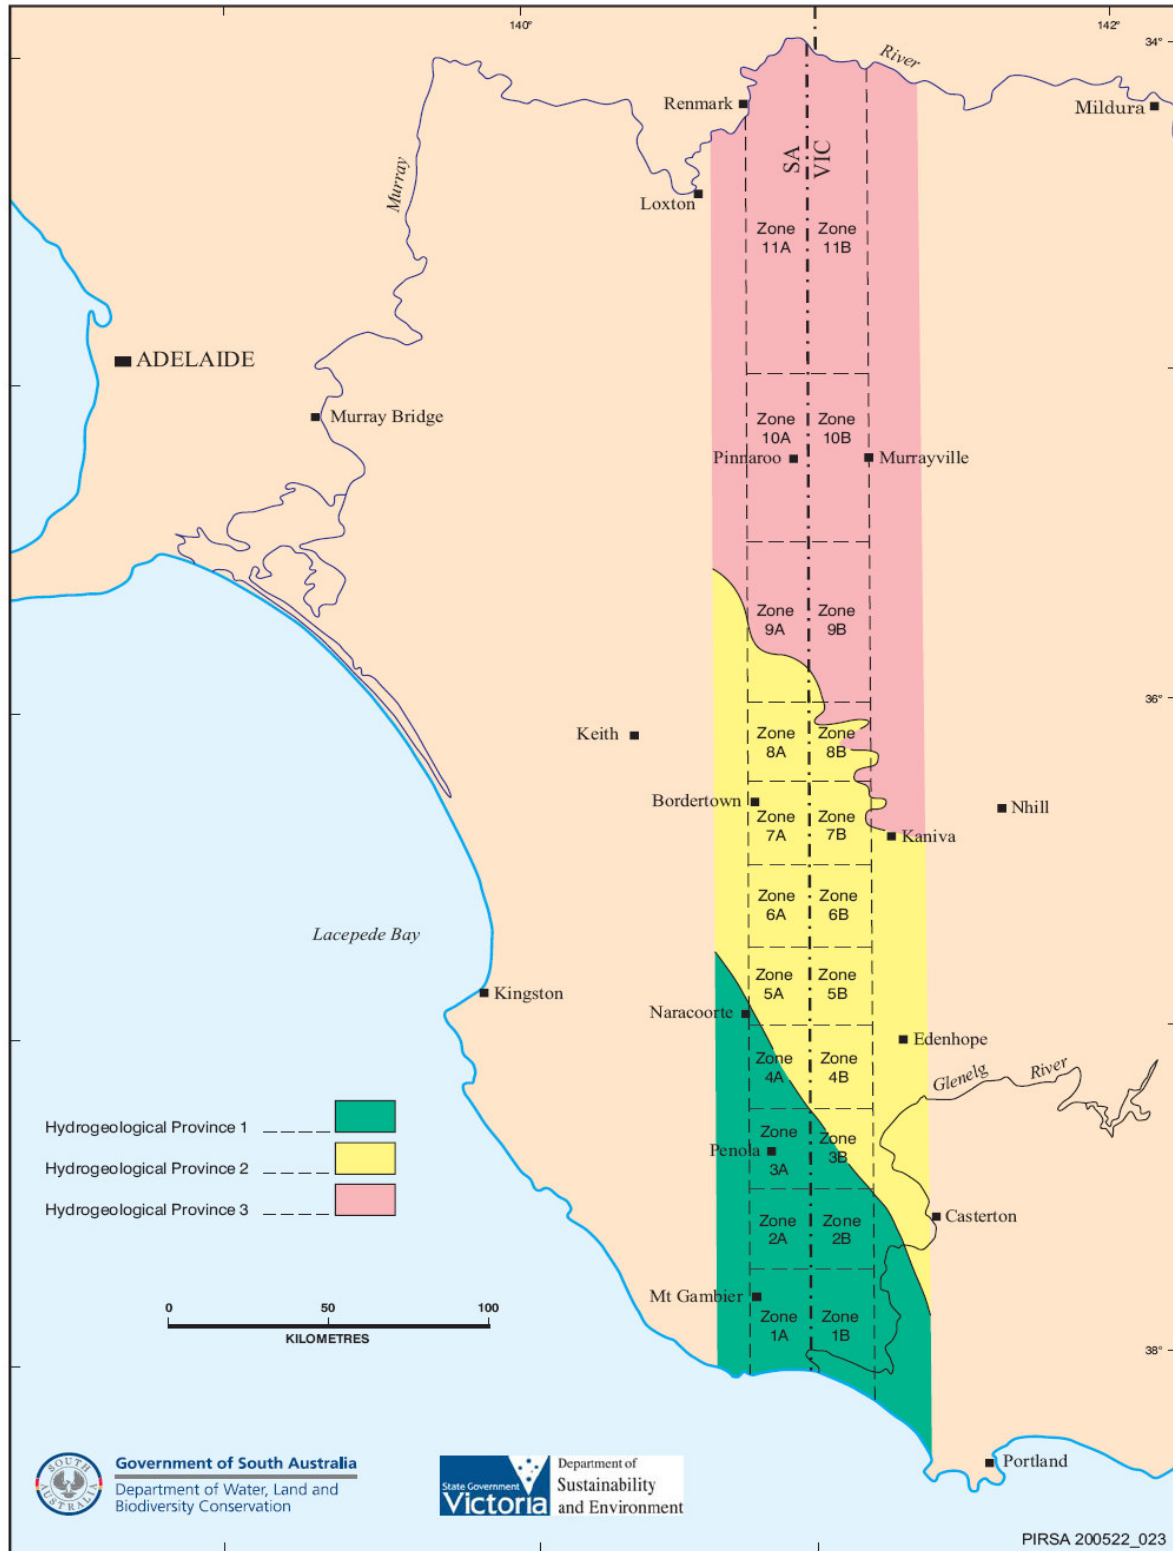 140°
142°
34°
River
Renmark
Mildura
SA
VIC
Murray
Loxton
Zone
11A
Zone
11B
ADELAIDE
Murray Bridge
Zone
10A
Zone
10B
Pinnaroo
Murrayville
Zone
9A
Zone
9B
36°
Keith
Zone
8A
Zone
8B
Bordertown
Nhill
Zone
7A
Zone
7B
Kaniva
Zone
6A
Zone
6B
Lacepede Bay
Kingston
Zone
5A
Zone
5B
Naracoorte
Edenhope
Zone
4A
Zone
4B
Glenelg
River
Hydrogeological Province 1
Hydrogeological Province 2
Hydrogeological Province 3
Penola
Zone
3A
Zone
3B
Casterton
Zone
2A
Zone
2B
Mt Gambier
Zone
1A
Zone
1B
0 50 100
KILOMETRES
38°
SOUTH AUSTRALIA
Government of South Australia
Department of Water, Land and
Biodiversity Conservation
State Government
Victoria
Department of
Sustainability
and Environment
Portland
PIRSA 200522_023